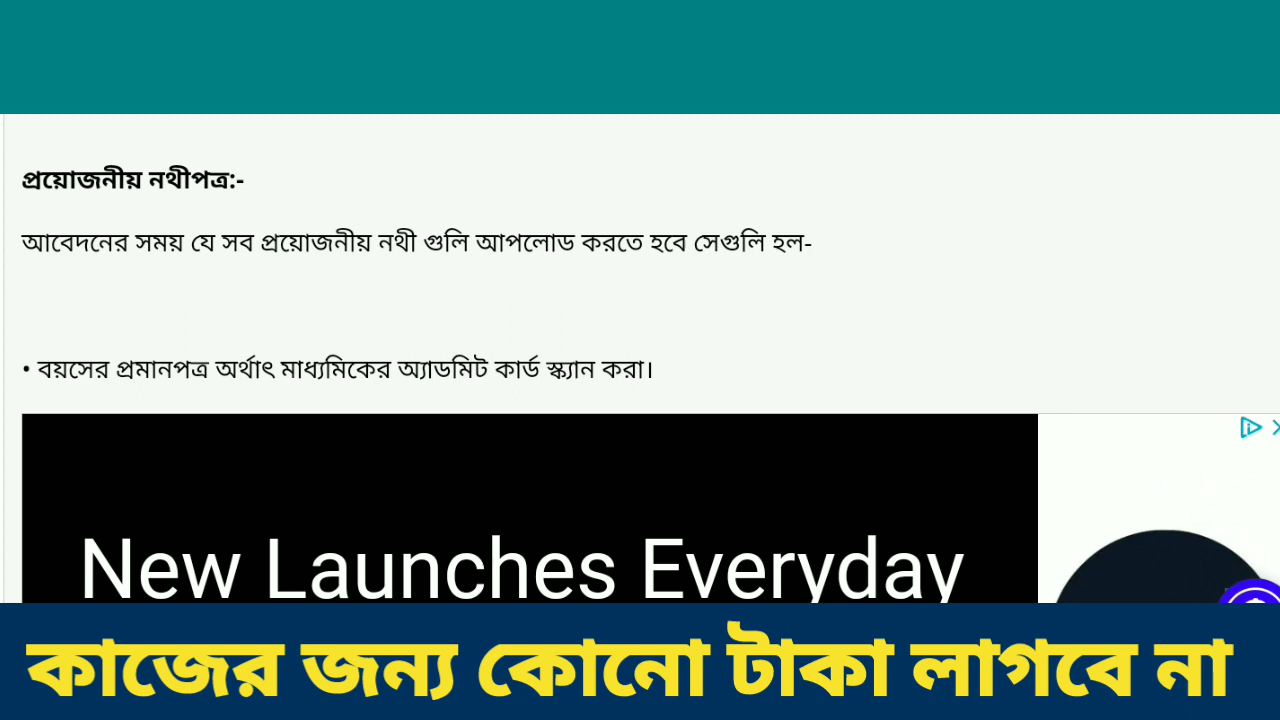 প্রয়োজনীয় নথীপত্র:-
আবেদনের সময় যে সব প্রয়োজনীয় নথী গুলি আপলোড করতে হবে সেগুলি হল-
• বয়সের প্রমানপত্র অর্থাৎ মাধ্যমিকের অ্যাডমিট কার্ড স্ক্যান করা।
New Launches Everyday
কাজের জন্য কোনো টাকা লাগবে না